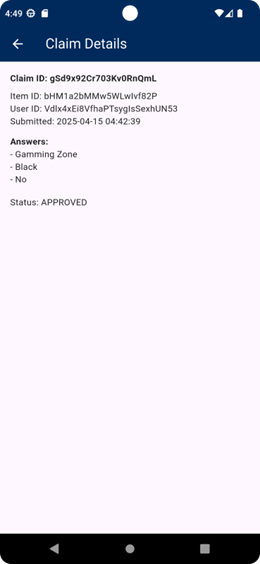 4:49
Claim Details
Claim ID: gSd9x92Cr703Kv0RnQmL
Item ID: bHM1a2bMMw5WLwIvf82P
User ID: VdIx4xEi8VfhaPTsygIsSexhUN53
Submitted: 2025-04-15 04:42:39
Answers:
- Gamming Zone
- Black
- No
Status: APPROVED